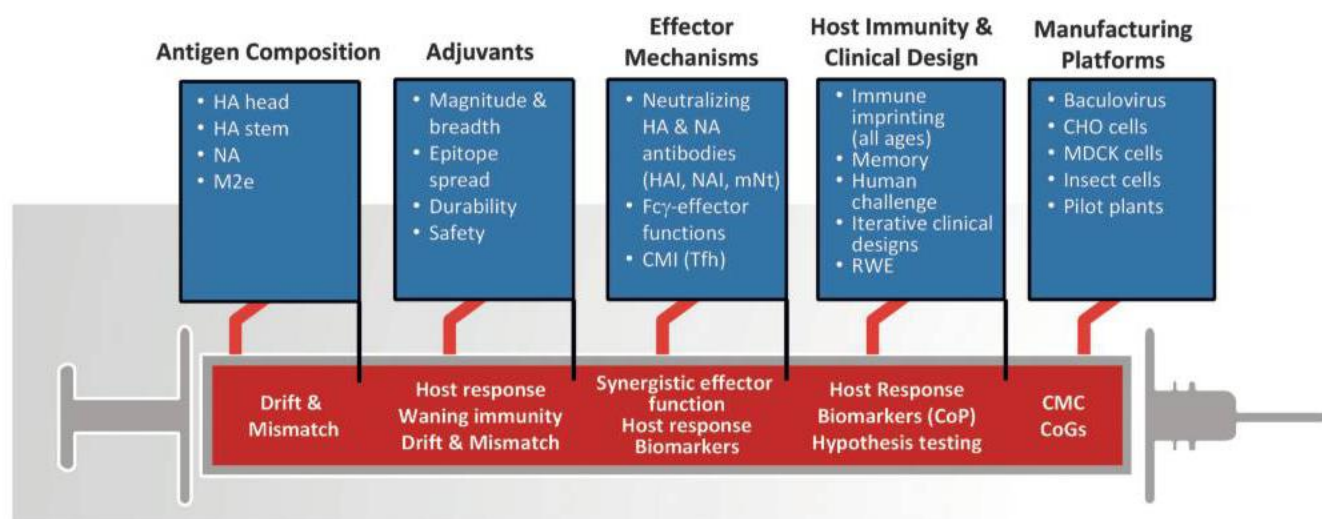 Antigen Composition
• HA head
• HA stem
• NA
• M2e
Adjuvants
• Magnitude &
breadth
• Epitope
spread
• Durability
• Safety
Effector
Mechanisms
• Neutralizing
HA & NA
antibodies
(HAI, NAI, mNt)
• Fcγ-effector
functions
• CMI (Tfh)
Host Immunity &
Clinical Design
• Immune
imprinting
(all ages)
• Memory
• Human
challenge
• Iterative clinical
designs
• RWE
Manufacturing
Platforms
• Baculovirus
• CHO cells
• MDCK cells
• Insect cells
• Pilot plants
Drift &
Mismatch
Host response
Waning immunity
Drift & Mismatch
Synergistic effector
function
Host response
Biomarkers
Host Response
Biomarkers (CoP)
Hypothesis testing
CMC
CoGs